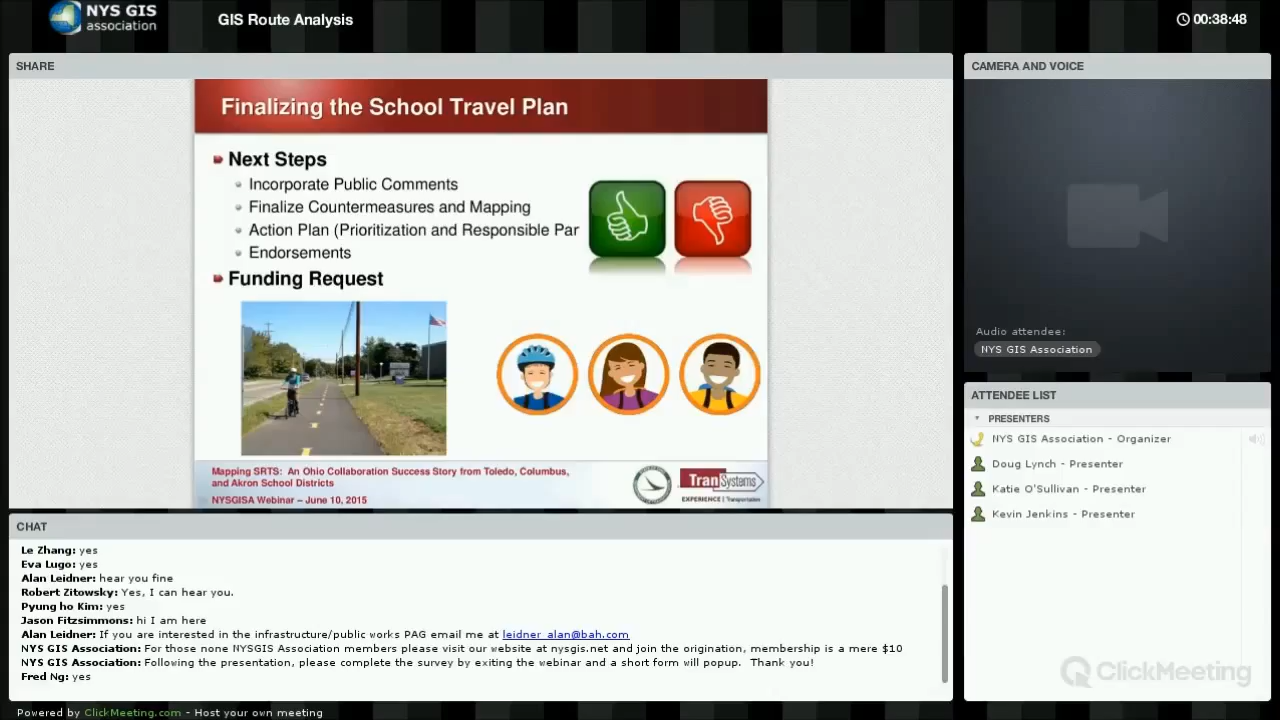 NYS GIS
association
GIS Route Analysis
00:38:48
SHARE
Finalizing the School Travel Plan
Next Steps
Incorporate Public Comments
Finalize Countermeasures and Mapping
Action Plan (Prioritization and Responsible Par
Endorsements
Funding Request
Mapping SRTS: An Ohio Collaboration Success Story from Toledo, Columbus,
and Akron School Districts
NYSGISA Webinar – June 10, 2015
TranSystems
EXPERIENCE | Transportation
CAMERA AND VOICE
Audio attendee:
NYS GIS Association
ATTENDEE LIST
PRESENTERS
NYS GIS Association - Organizer
Doug Lynch - Presenter
Katie O'Sullivan - Presenter
Kevin Jenkins - Presenter
CHAT
Le Zhang: yes
Eva Lugo: yes
Alan Leidner: hear you fine
Robert Zitowsky: Yes, I can hear you.
Pyung ho Kim: yes
Jason Fitzsimmons: hi I am here
Alan Leidner: If you are interested in the infrastructure/public works PAG email me at leidner_alan@bah.com
NYS GIS Association: For those none NYSGIS Association members please visit our website at nysgis.net and join the origination, membership is a mere $10
NYS GIS Association: Following the presentation, please complete the survey by exiting the webinar and a short form will popup. Thank you!
Fred Ng: yes
ClickMeeting
Powered by ClickMeeting.com - Host your own meeting